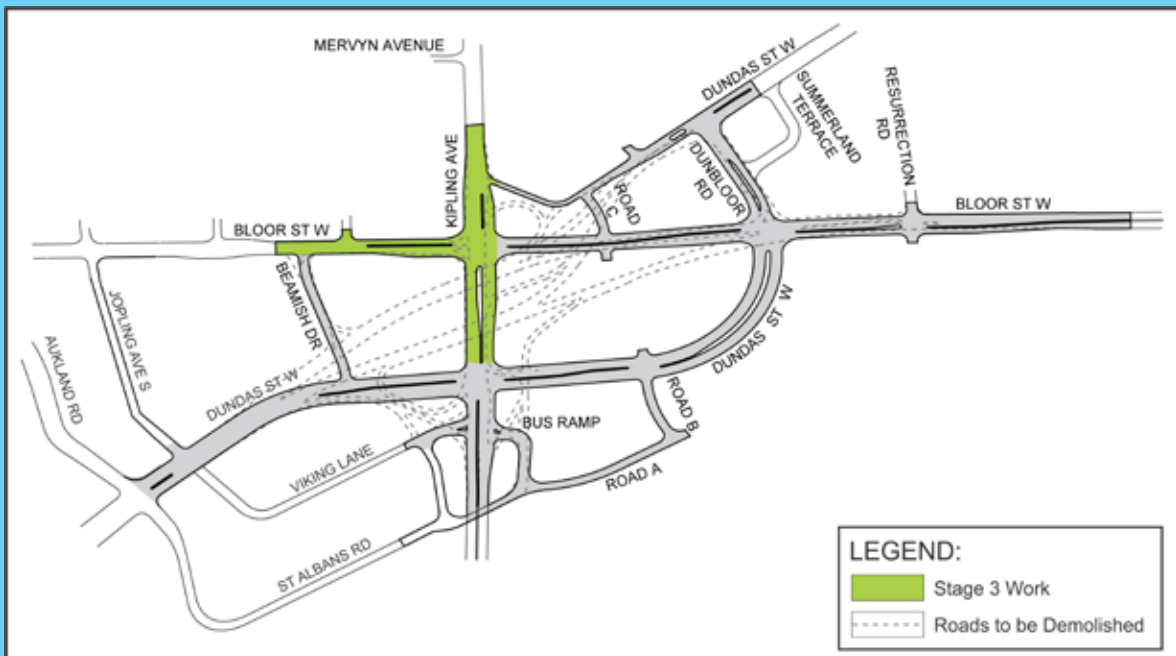 MERVYN AVENUE
DUNDAS ST W
SUMMERLAND
TERRACE
RESURRECTION
RD
KIPLING AVE
DUNBLOOR
RD
ROAD
C
BLOOR ST W
BLOOR ST W
BEAMISH DR
JOPLING AVE S
AUKLAND RD
DUNDAS ST W
DUNDAS ST W
ROAD B
BUS RAMP
VIKING LANE
ROAD A
ST ALBANS RD
LEGEND:
Stage 3 Work
Roads to be Demolished